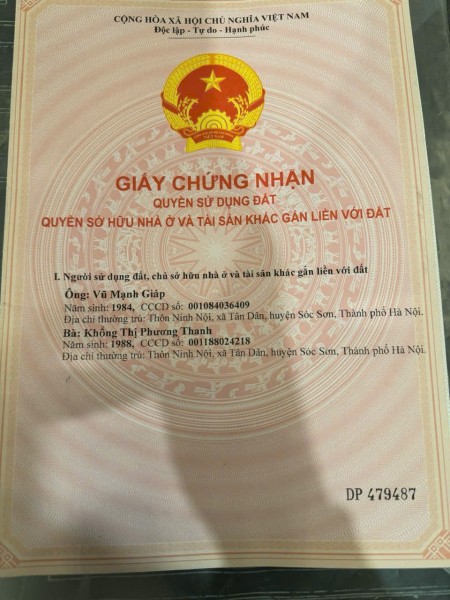 CỘNG HÒA XÃ HỘI CHỦ NGHĨA VIỆT NAM
Độc lập - Tự do - Hạnh phúc
VIỆT NAM
GIẤY CHỨNG NHẬN
QUYỀN SỬ DỤNG ĐẤT
QUYỀN SỞ HỮU NHÀ Ở VÀ TÀI SẢN KHÁC GẮN LIỀN VỚI ĐẤT
I. Người sử dụng đất, chủ sở hữu nhà ở và tài sản khác gắn liền với đất
Ông: Vũ Mạnh Giáp
Năm sinh: 1984, CCCD số: 001084036409
Địa chỉ thường trú: Thôn Ninh Nội, xã Tân Dân, huyện Sóc Sơn, Thành phố Hà Nội.
Bà: Khổng Thị Phương Thanh
Năm sinh: 1988, CCCD số: 001188024218
Địa chỉ thường trú: Thôn Ninh Nội, xã Tân Dân, huyện Sóc Sơn, Thành phố Hà Nội.
DP 479487